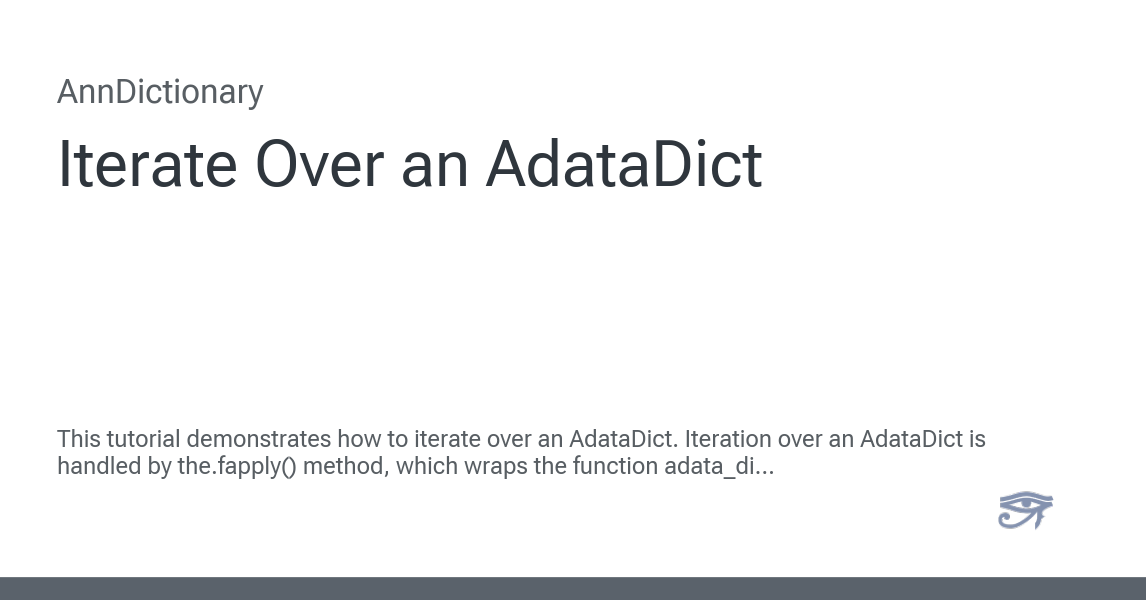 AnnDictionary
Iterate Over an AdataDict
This tutorial demonstrates how to iterate over an AdataDict. Iteration over an AdataDict is
handled by the.fapply() method, which wraps the function adata_di...